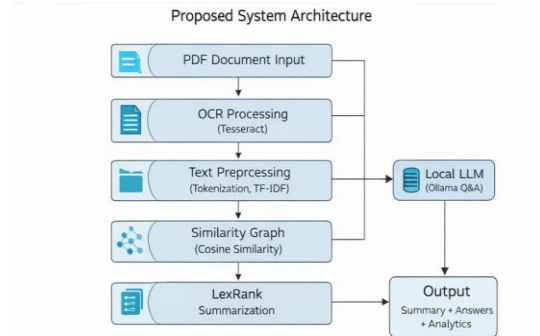 Proposed System Architecture
PDF Document Input
OCR Processing
(Tesseract)
Text Preprcessing
(Tokenization, TF-IDF)
Local LLM
(Ollama Q&A)
Similarity Graph
(Cosine Similarity)
LexRank
Summarization
Output
Summary + Answers
+ Analytics